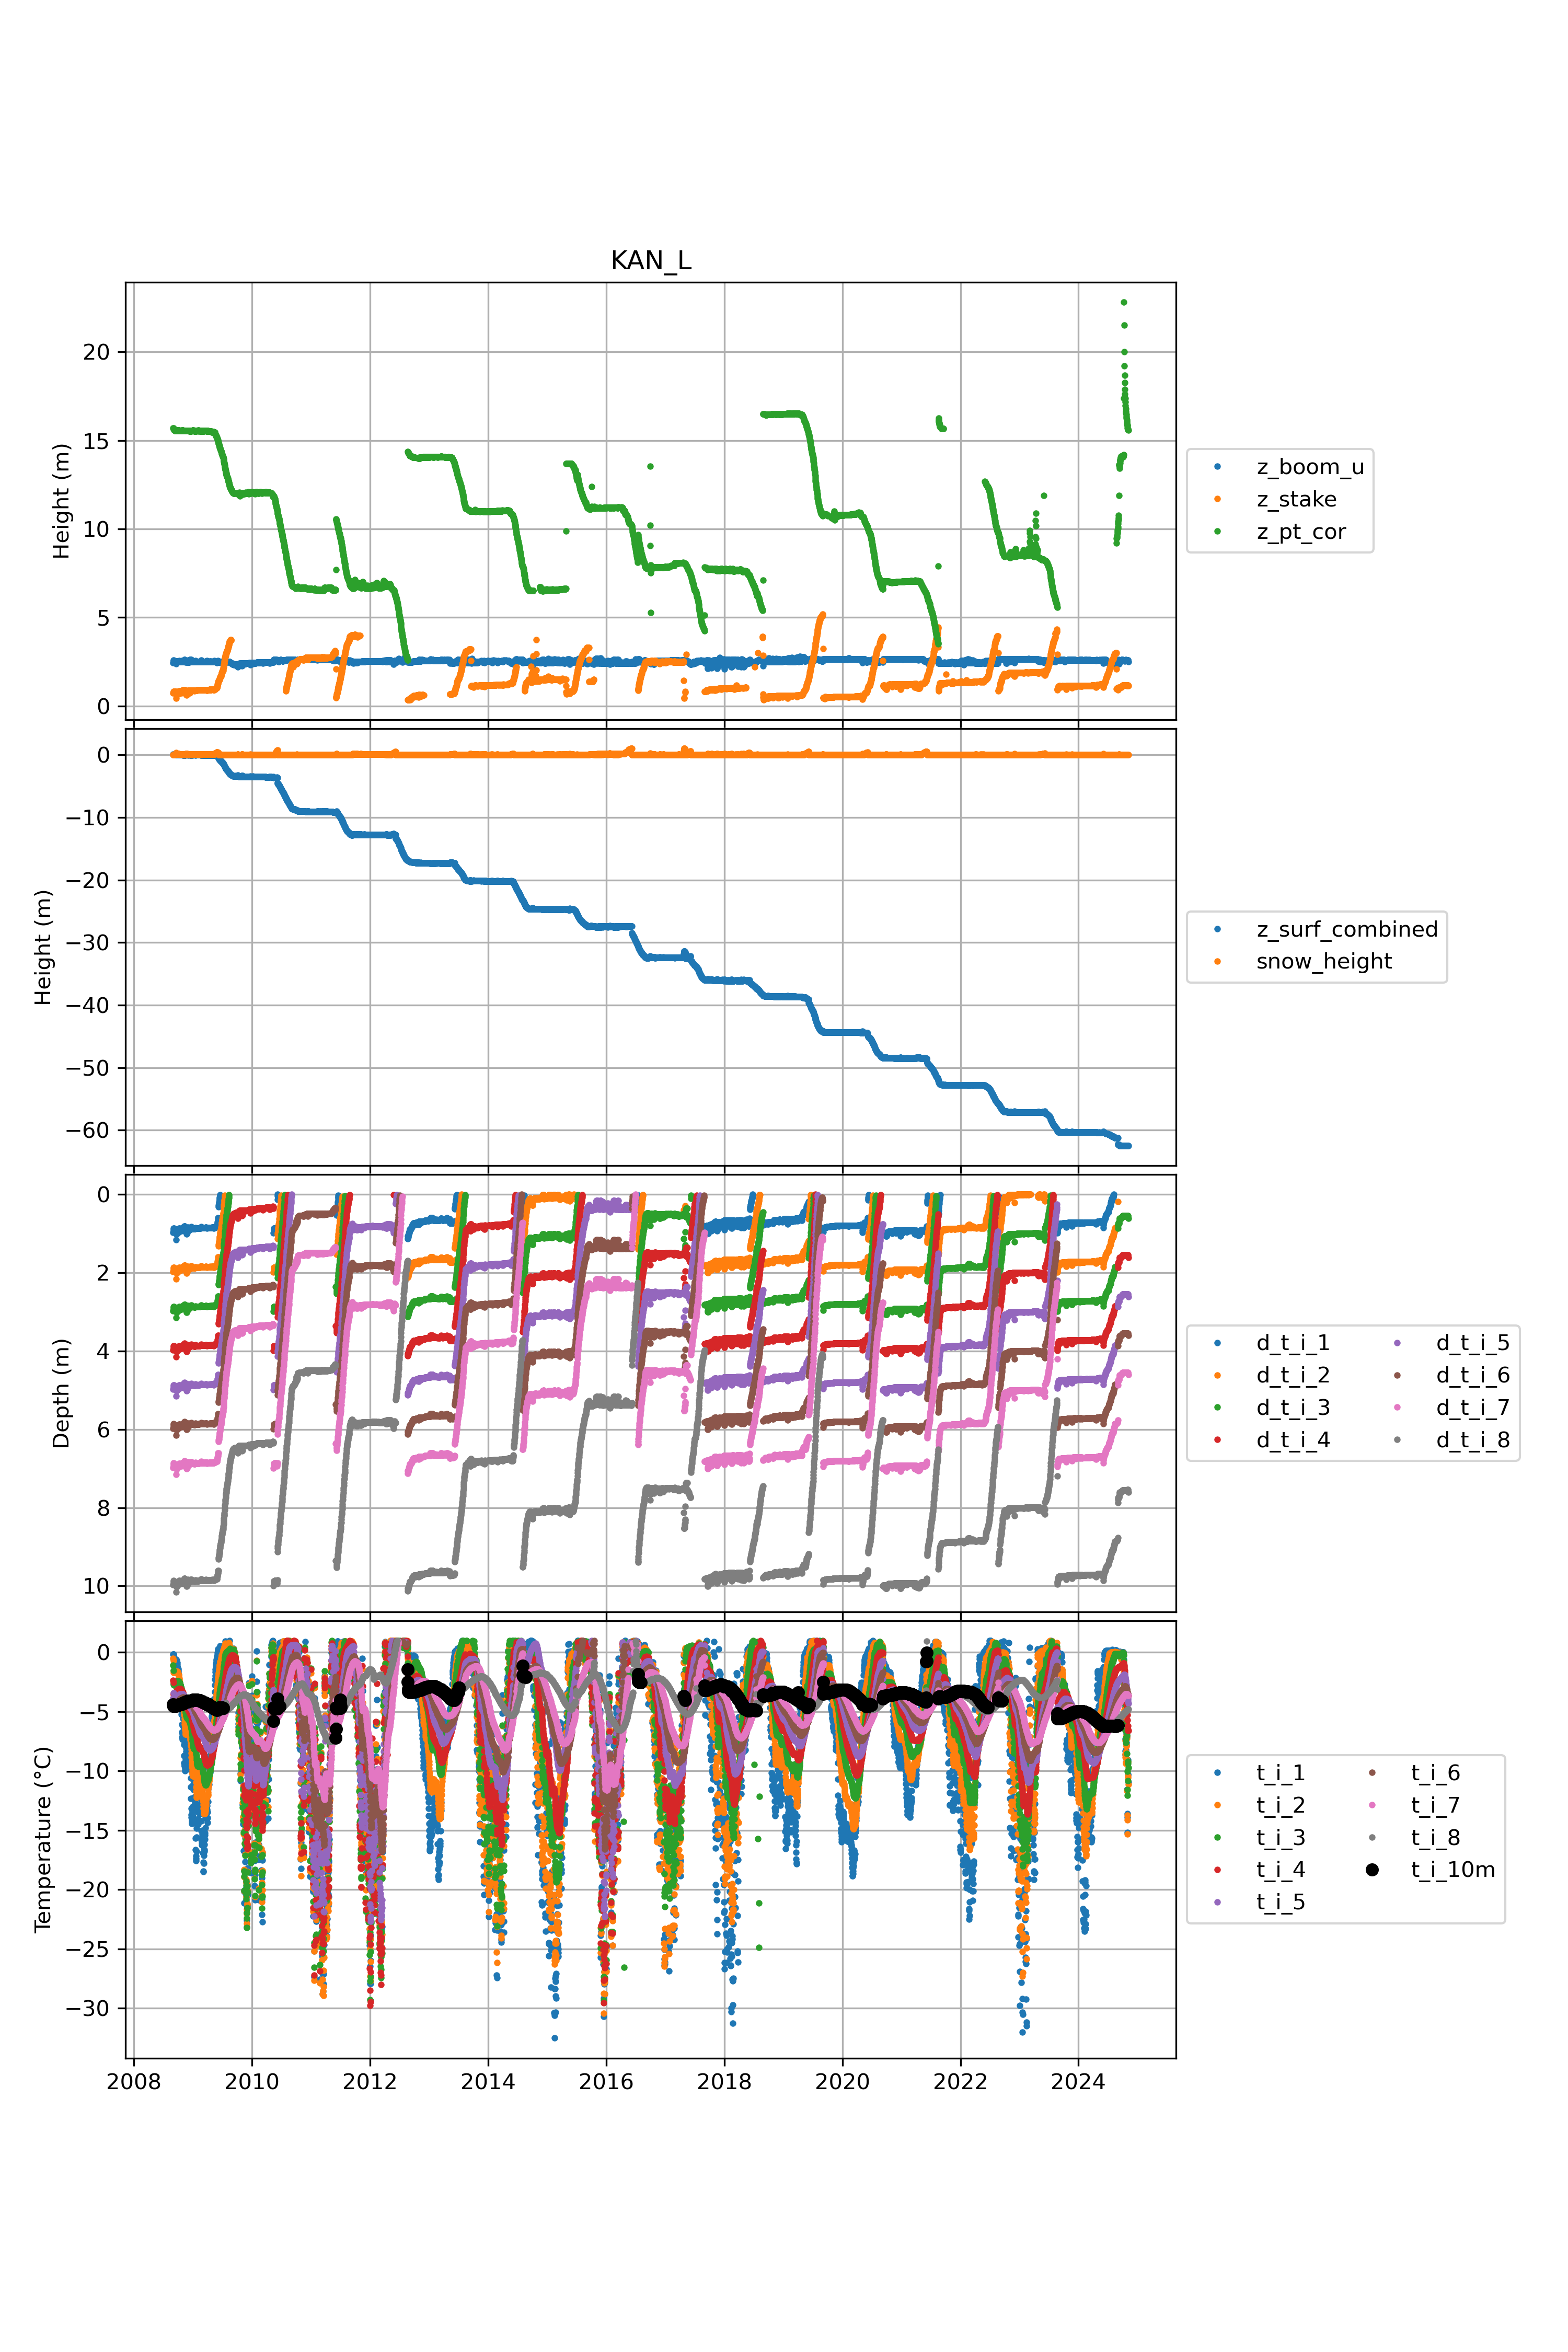 KAN_L
Height (m)
20
15
10
5
0
z_boom_u
z_stake
z_pt_cor
Height (m)
0
−10
−20
−30
−40
−50
−60
z_surf_combined
snow_height
Depth (m)
0
2
4
6
8
10
d_t_i_1 d_t_i_5
d_t_i_2 d_t_i_6
d_t_i_3 d_t_i_7
d_t_i_4 d_t_i_8
Temperature (°C)
0
−5
−10
−15
−20
−25
−30
t_i_1 t_i_6
t_i_2 t_i_7
t_i_3 t_i_8
t_i_4 t_i_10m
t_i_5
2008 2010 2012 2014 2016 2018 2020 2022 2024